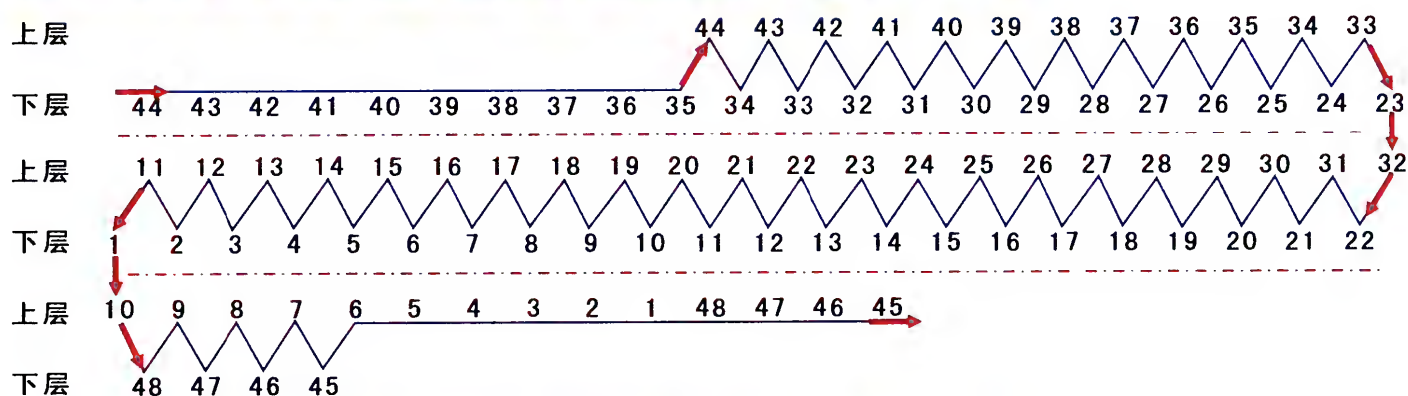 上层 44 43 42 41 40 39 38 37 36 35 34 33
下层 44 43 42 41 40 39 38 37 36 35 34 33 32 31 30 29 28 27 26 25 24 23
上层 11 12 13 14 15 16 17 18 19 20 21 22 23 24 25 26 27 28 29 30 31 32
下层 1 2 3 4 5 6 7 8 9 10 11 12 13 14 15 16 17 18 19 20 21 22
上层 10 9 8 7 6 5 4 3 2 1 48 47 46 45
下层 48 47 46 45